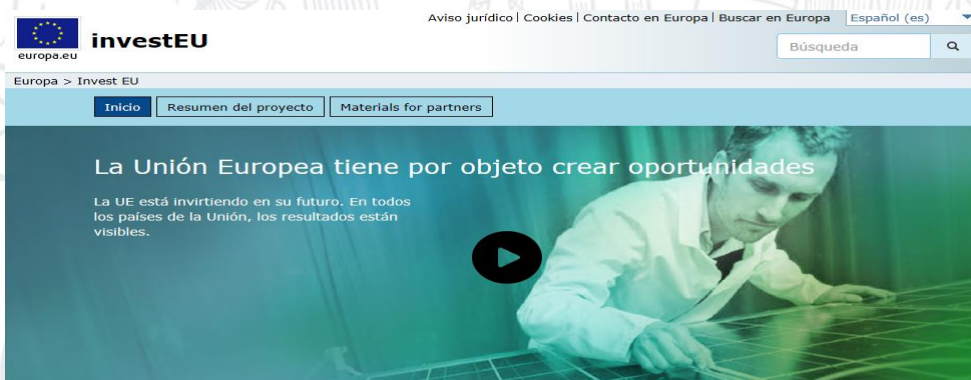 Aviso jurídico | Cookies | Contacto en Europa | Buscar en Europa Español (es)
investEU
europa.eu
Búsqueda
Europa > Invest EU
Inicio Resumen del proyecto Materials for partners
La Unión Europea tiene por objeto crear oportunidades
La UE está invirtiendo en su futuro. En todos
los países de la Unión, los resultados están
visibles.